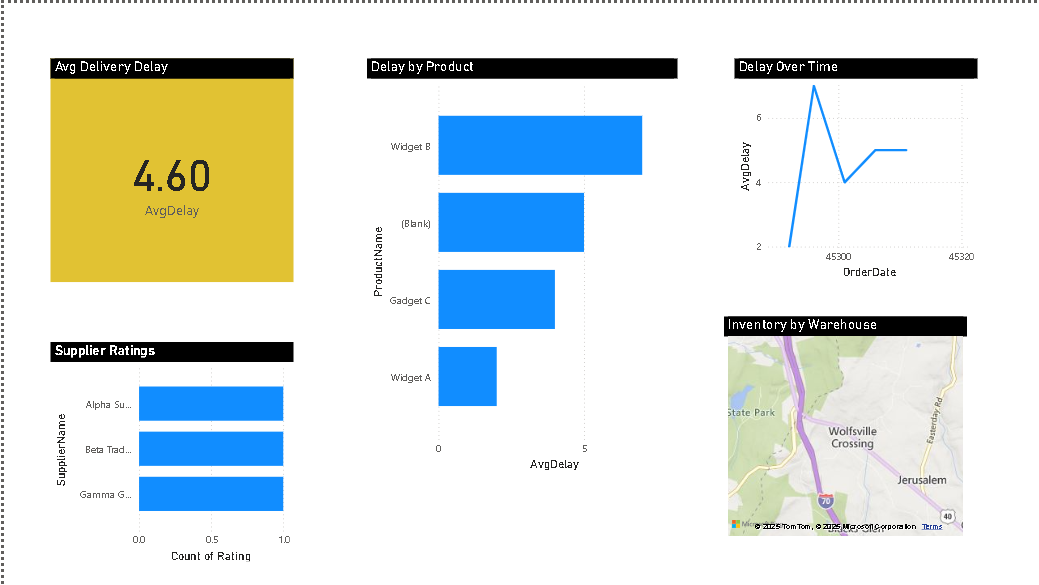 Avg Delivery Delay
4.60
AvgDelay
Supplier Ratings
SupplierName
Alpha Su...
Beta Trad...
Gamma G...
0.0 0.5 1.0
Count of Rating
Delay by Product
ProductName
Widget B
(Blank)
Gadget C
Widget A
0 5
AvgDelay
Delay Over Time
AvgDelay
6
4
2
45300 45320
OrderDate
Inventory by Warehouse
State Park
Easterday Rd
Wolfsville
Crossing
Jerusalem
70
40
© 2025 TomTom, © 2025 Microsoft Corporation Terms